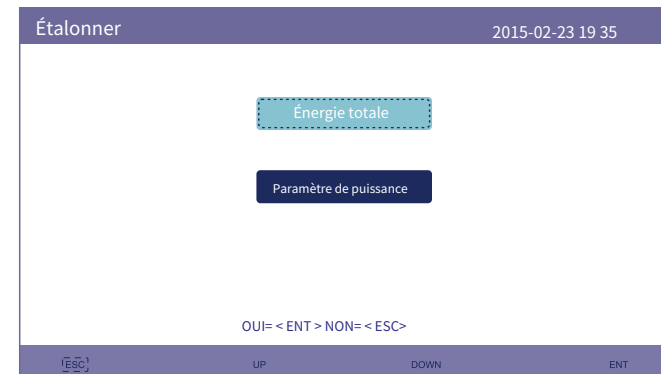 Étalonner
2015-02-23 19 35
Énergie totale
Paramètre de puissance
OUI= < ENT > NON= < ESC>
ESC UP DOWN ENT